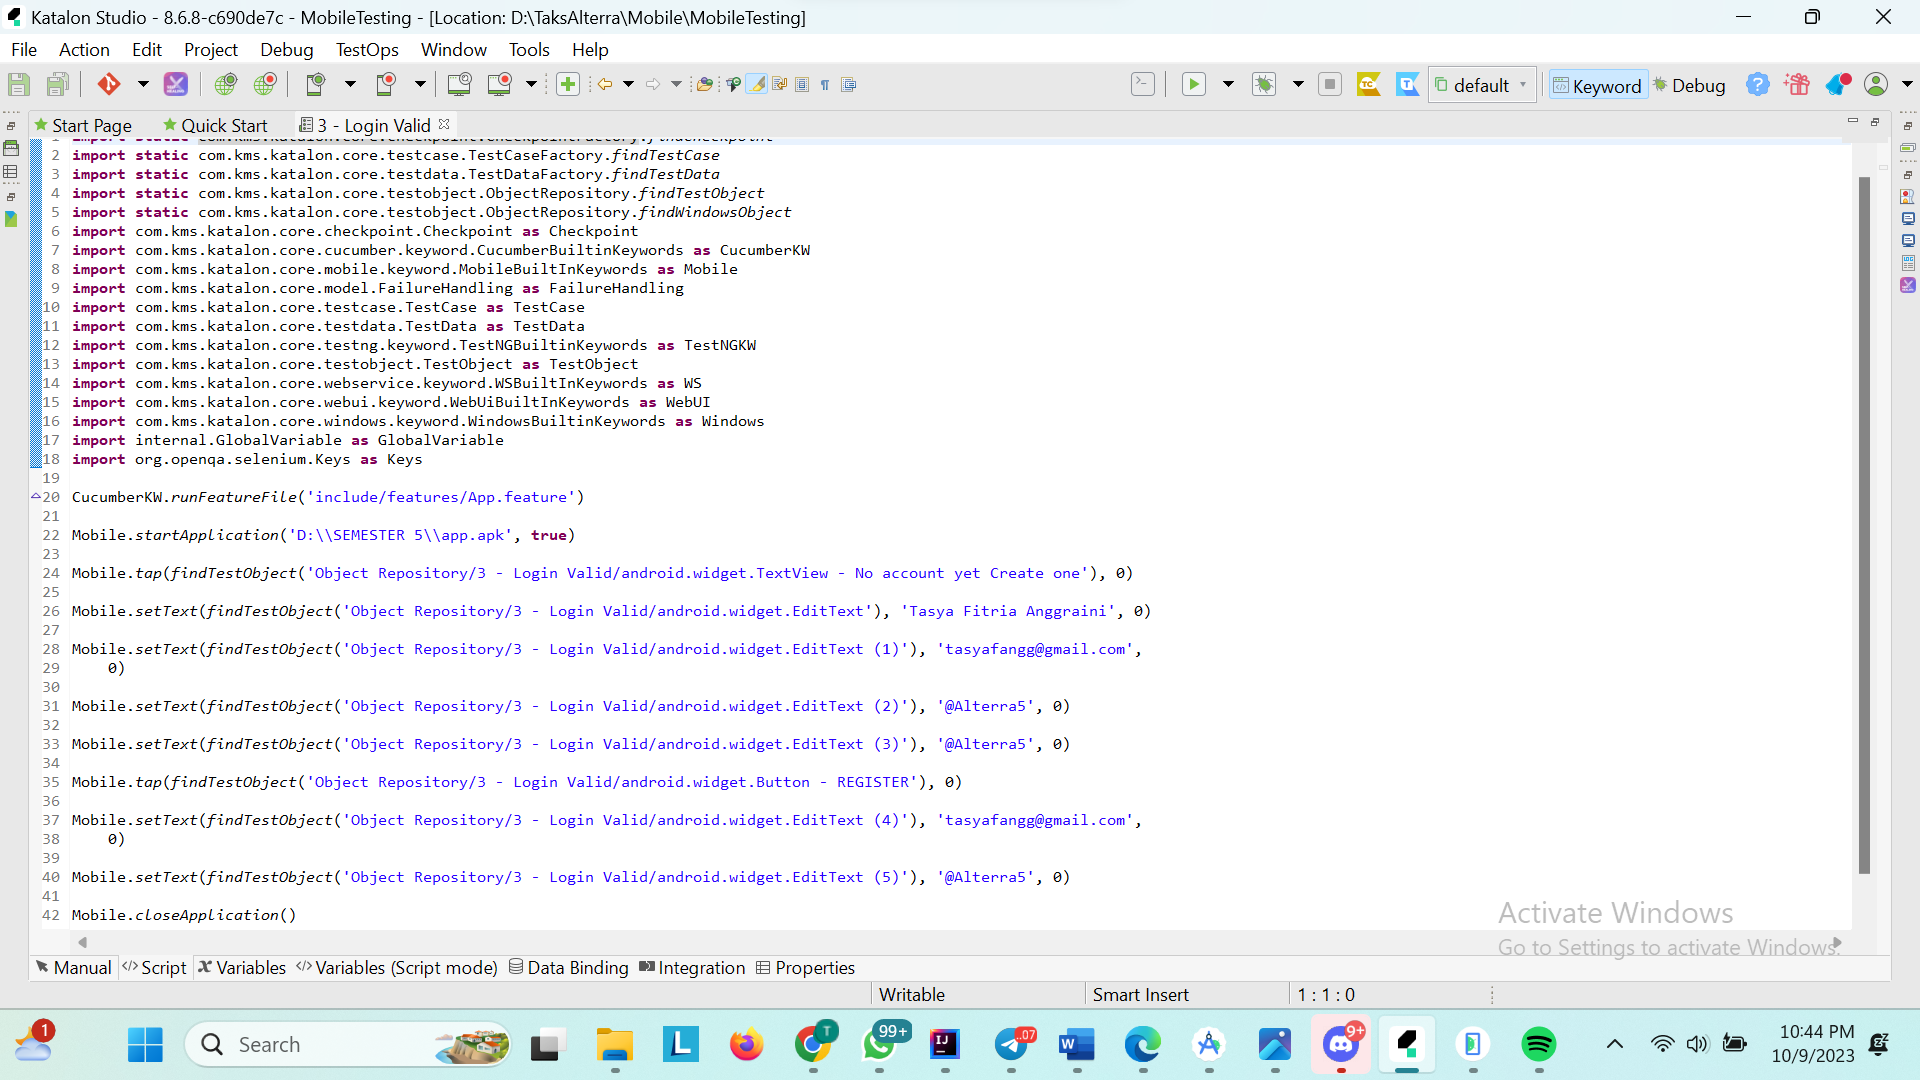 Katalon Studio - 8.6.8-c690de7c - MobileTesting - [Location: D:\TaksAlterra\Mobile\MobileTesting]
File Action Edit Project Debug TestOps Window Tools Help
default Keyword Debug
Start Page Quick Start 3 - Login Valid
2 import static com.kms.katalon.core.testcase.TestCaseFactory.findTestCase
3 import static com.kms.katalon.core.testdata.TestDataFactory.findTestData
4 import static com.kms.katalon.core.testobject.ObjectRepository.findTestObject
5 import static com.kms.katalon.core.testobject.ObjectRepository.findWindowsObject
6 import com.kms.katalon.core.checkpoint.Checkpoint as Checkpoint
7 import com.kms.katalon.core.cucumber.keyword.CucumberBuiltinKeywords as CucumberKW
8 import com.kms.katalon.core.mobile.keyword.MobileBuiltInKeywords as Mobile
9 import com.kms.katalon.core.model.FailureHandling as FailureHandling
10 import com.kms.katalon.core.testcase.TestCase as TestCase
11 import com.kms.katalon.core.testdata.TestData as TestData
12 import com.kms.katalon.core.testng.keyword.TestNGBuiltinKeywords as TestNGKW
13 import com.kms.katalon.core.testobject.TestObject as TestObject
14 import com.kms.katalon.core.webservice.keyword.WSBuiltInKeywords as WS
15 import com.kms.katalon.core.webui.keyword.WebUiBuiltInKeywords as WebUI
16 import com.kms.katalon.core.windows.keyword.WindowsBuiltinKeywords as Windows
17 import internal.GlobalVariable as GlobalVariable
18 import org.openqa.selenium.Keys as Keys
19
20 CucumberKW.runFeatureFile('include/features/App.feature')
21
22 Mobile.startApplication('D:\\SEMESTER 5\\app.apk', true)
23
24 Mobile.tap(findTestObject('Object Repository/3 - Login Valid/android.widget.TextView - No account yet Create one'), 0)
25
26 Mobile.setText(findTestObject('Object Repository/3 - Login Valid/android.widget.EditText'), 'Tasya Fitria Anggraini', 0)
27
28 Mobile.setText(findTestObject('Object Repository/3 - Login Valid/android.widget.EditText (1)'), 'tasyafangg@gmail.com',
29 0)
30
31 Mobile.setText(findTestObject('Object Repository/3 - Login Valid/android.widget.EditText (2)'), '@Alterra5', 0)
32
33 Mobile.setText(findTestObject('Object Repository/3 - Login Valid/android.widget.EditText (3)'), '@Alterra5', 0)
34
35 Mobile.tap(findTestObject('Object Repository/3 - Login Valid/android.widget.Button - REGISTER'), 0)
36
37 Mobile.setText(findTestObject('Object Repository/3 - Login Valid/android.widget.EditText (4)'), 'tasyafangg@gmail.com',
38 0)
39
40 Mobile.setText(findTestObject('Object Repository/3 - Login Valid/android.widget.EditText (5)'), '@Alterra5', 0)
41
42 Mobile.closeApplication()
Activate Windows
Go to Settings to activate Windows.
Manual Script Variables Variables (Script mode) Data Binding Integration Properties
Writable Smart Insert 1 : 1 : 0
1 Search T 99+ IJ .07 W 9+
10:44 PM
10/9/2023